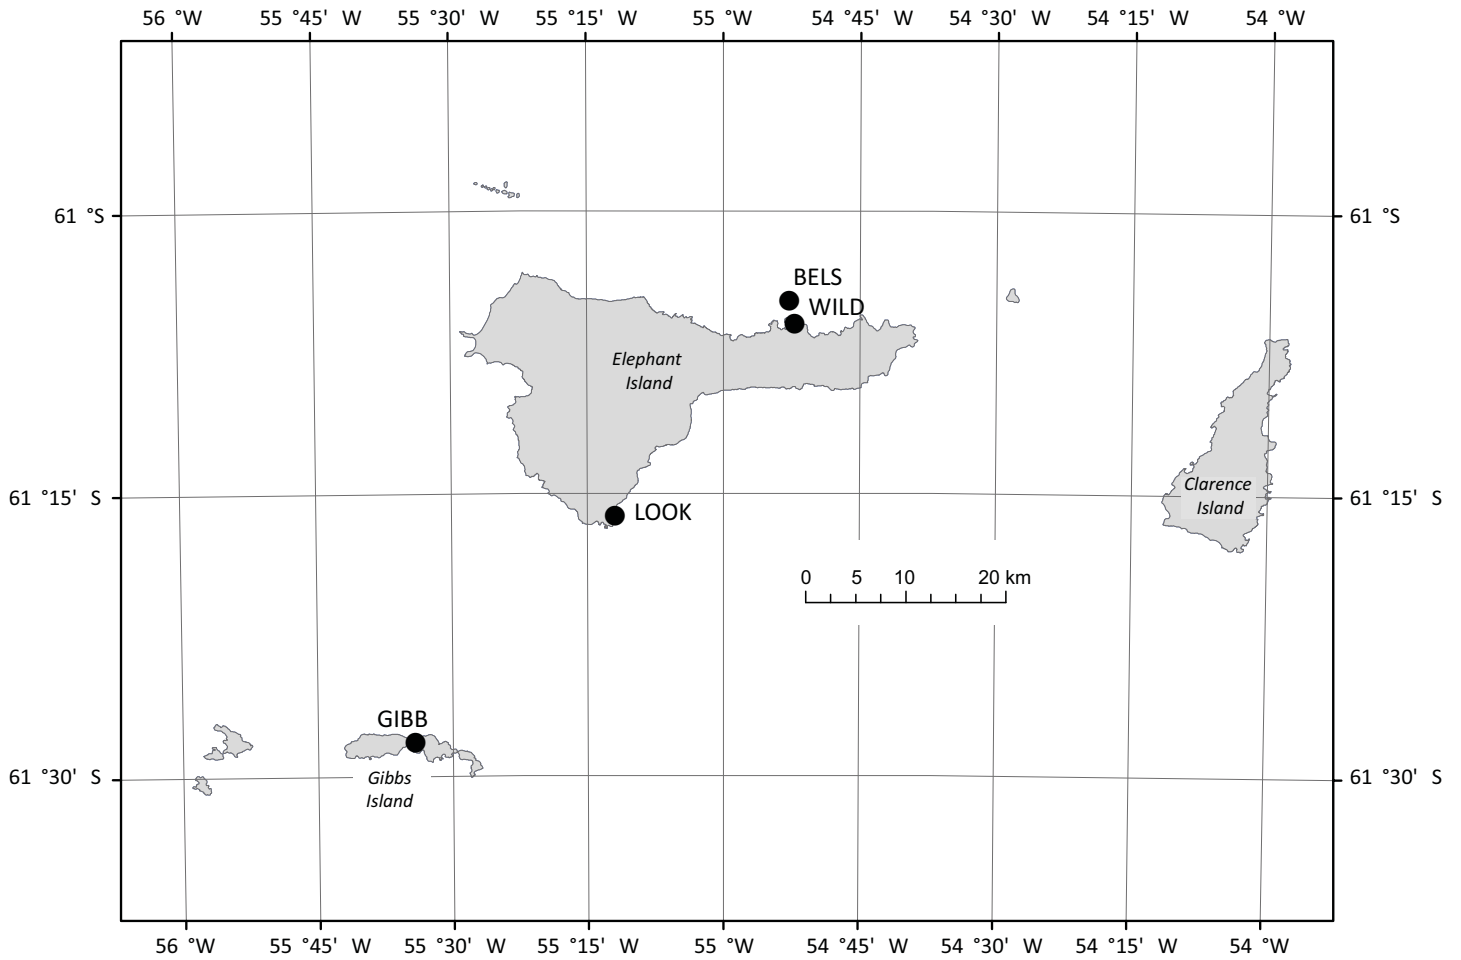 56 °W 55 °45' W 55 °30' W 55 °15' W 55 °W 54 °45' W 54 °30' W 54 °15' W 54 °W
61 °S 61 °S
BELS
WILD
Elephant
Island
Clarence
Island
61 °15' S 61 °15' S
LOOK
0 5 10 20 km
GIBB
Gibbs
Island
61 °30' S 61 °30' S
56 °W 55 °45' W 55 °30' W 55 °15' W 55 °W 54 °45' W 54 °30' W 54 °15' W 54 °W